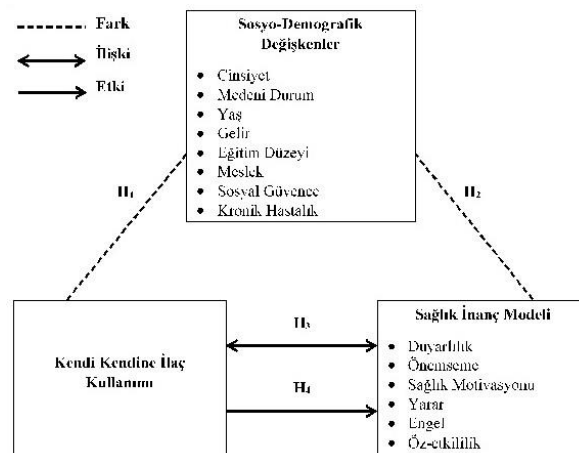 Fark
İlişki
Etki
Sosyo-Demografik
Değişkenler
• Cinsiyet
• Medeni Durum
• Yaş
• Gelir
• Eğitim Düzeyi
• Meslek
• Sosyal Güvence
• Kronik Hastalık
H₁
H₂
Kendi Kendine İlaç
Kullanımı
H₃
H₄
Sağlık İnanç Modeli
• Duyarlılık
• Önemseme
• Sağlık Motivasyonu
• Yarar
• Engel
• Öz-etkililik